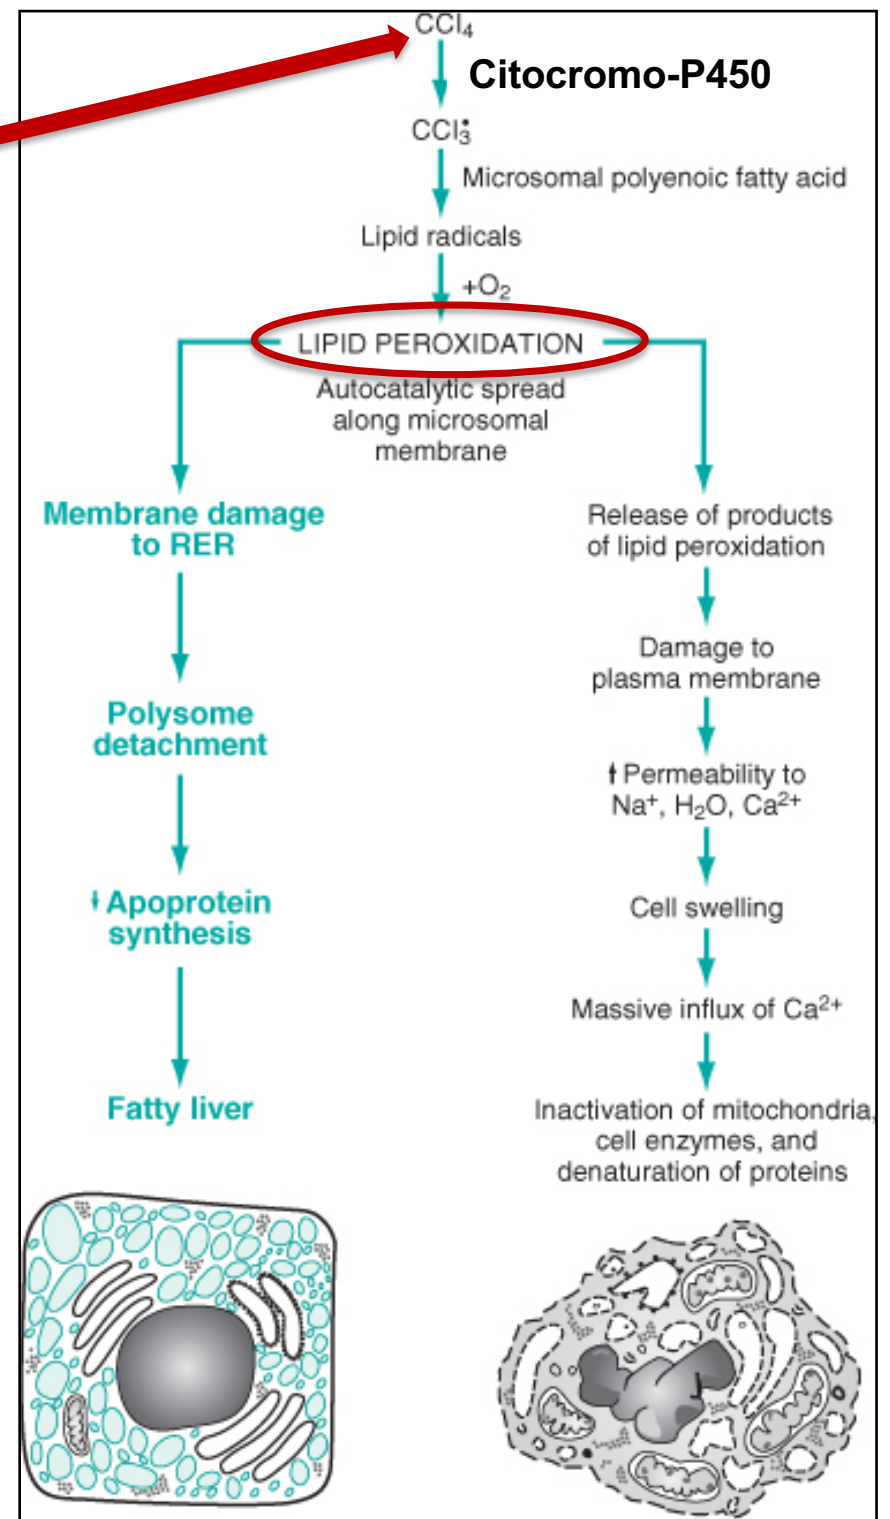 CCl₄
Citocromo-P450
CCl₃•
Microsomal polyenoic fatty acid
Lipid radicals
+O₂
LIPID PEROXIDATION
Autocatalytic spread
along microsomal
membrane
Membrane damage
to RER
Polysome
detachment
↓Apoprotein
synthesis
Fatty liver
Release of products
of lipid peroxidation
Damage to
plasma membrane
↑Permeability to
Na⁺, H₂O, Ca²⁺
Cell swelling
Massive influx of Ca²⁺
Inactivation of mitochondria,
cell enzymes, and
denaturation of proteins